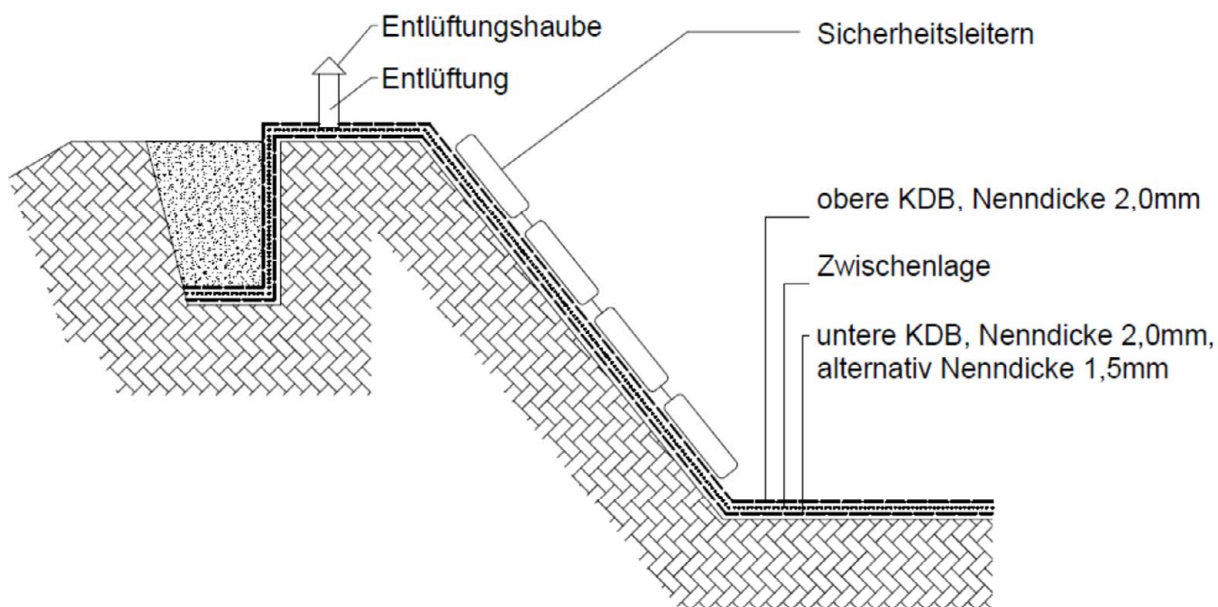 Entlüftungshaube
Entlüftung
Sicherheitsleitern
obere KDB, Nenndicke 2,0mm
Zwischenlage
untere KDB, Nenndicke 2,0mm,
alternativ Nenndicke 1,5mm